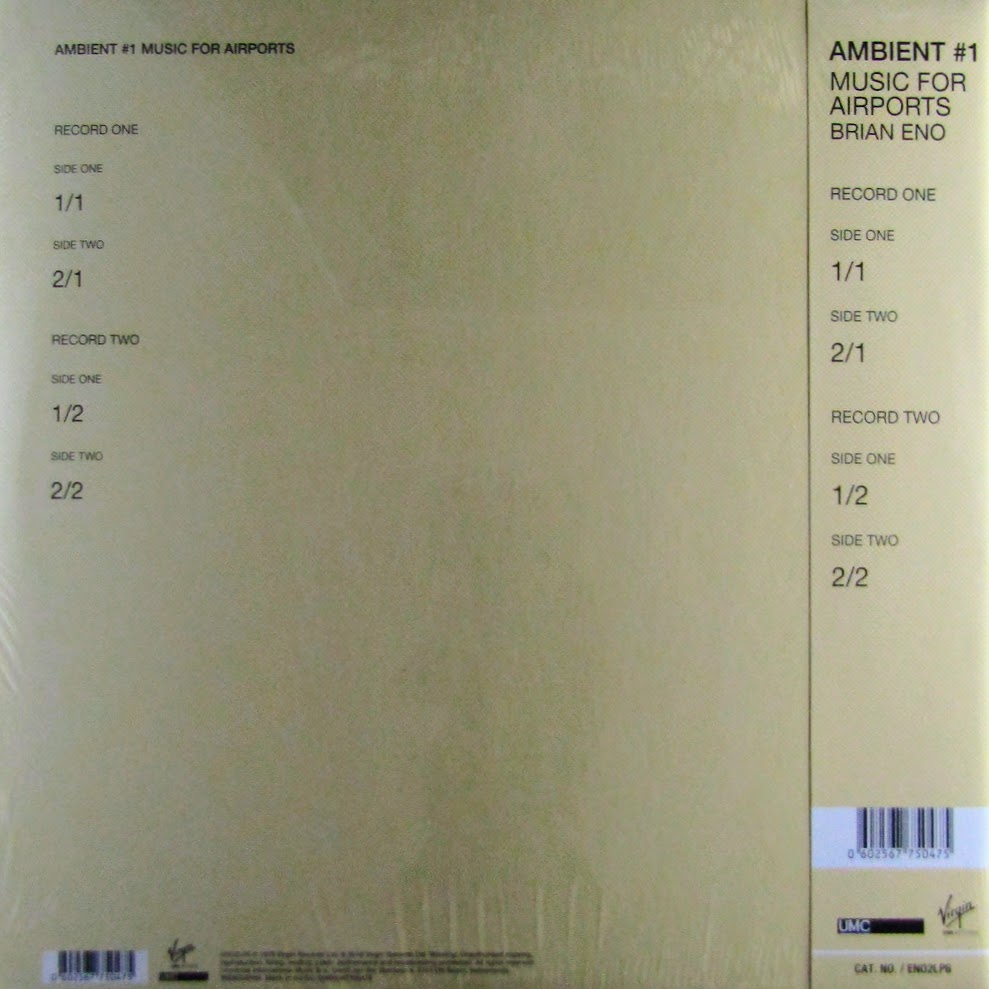 AMBIENT #1 MUSIC FOR AIRPORTS
RECORD ONE
SIDE ONE
1/1
SIDE TWO
2/1
RECORD TWO
SIDE ONE
1/2
SIDE TWO
2/2
Virgin
AMBIENT #1
MUSIC FOR
AIRPORTS
BRIAN ENO
RECORD ONE
SIDE ONE
1/1
SIDE TWO
2/1
RECORD TWO
SIDE ONE
1/2
SIDE TWO
2/2
0 602567 750475
UMC
Virgin
CAT. NO. / ENO2LP6